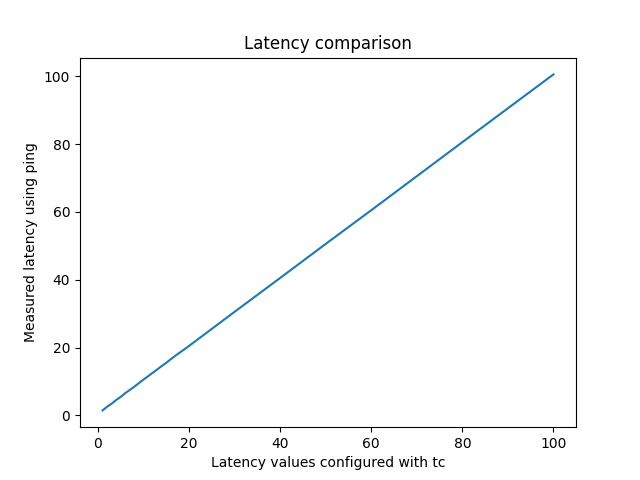 Latency comparison
100
80
60
40
20
0
Measured latency using ping
0 20 40 60 80 100
Latency values configured with tc